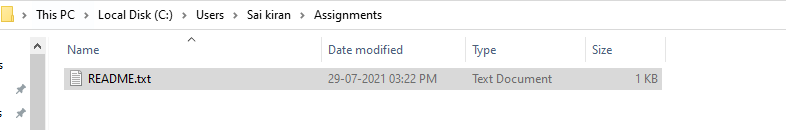 This PC > Local Disk (C:) > Users > Sai kiran > Assignments
Name Date modified Type Size
README.txt 29-07-2021 03:22 PM Text Document 1 KB